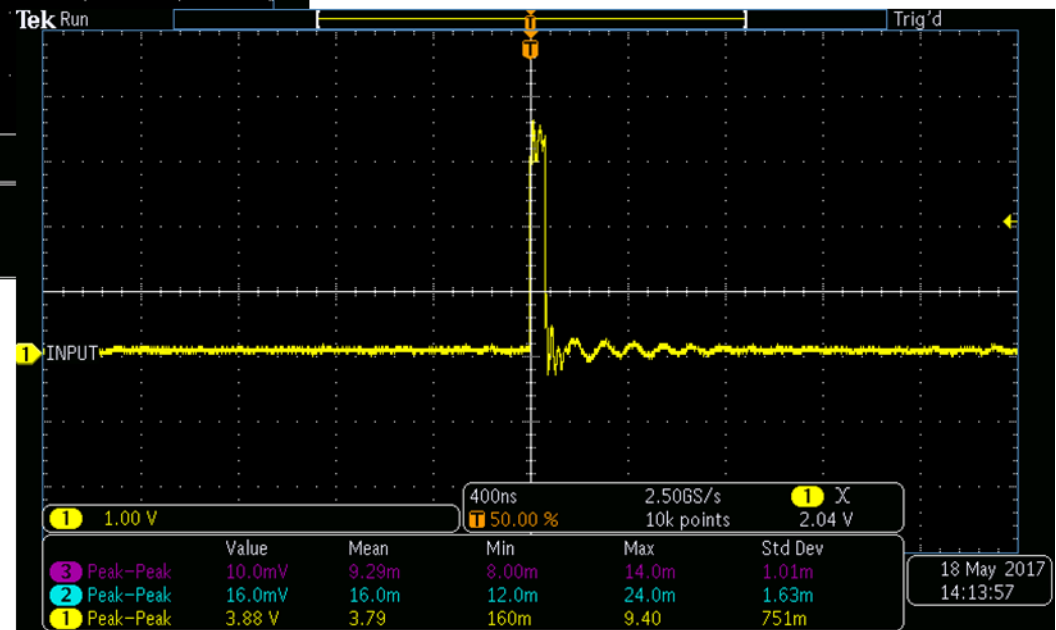 Tek Run Trig'd
T
T
1 INPUT
400ns 2.50GS/s 1
1 1.00 V T 50.00 % 10k points 2.04 V
Value Mean Min Max Std Dev
3 Peak-Peak 10.0mV 9.29m 8.00m 14.0m 1.01m
2 Peak-Peak 16.0mV 16.0m 12.0m 24.0m 1.63m
1 Peak-Peak 3.88 V 3.79 160m 9.40 751m
18 May 2017
14:13:57